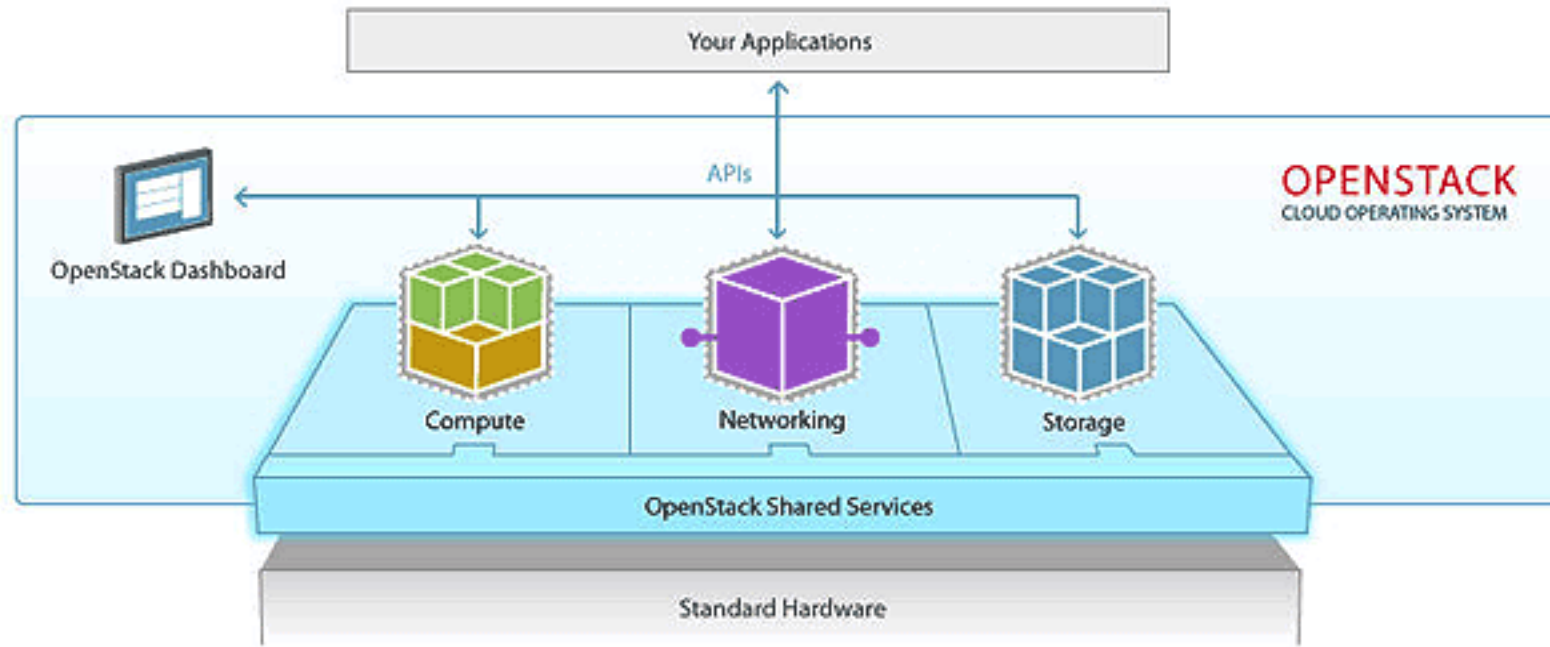 Your Applications
APIs
OPENSTACK
CLOUD OPERATING SYSTEM
OpenStack Dashboard
Compute
Networking
Storage
OpenStack Shared Services
Standard Hardware